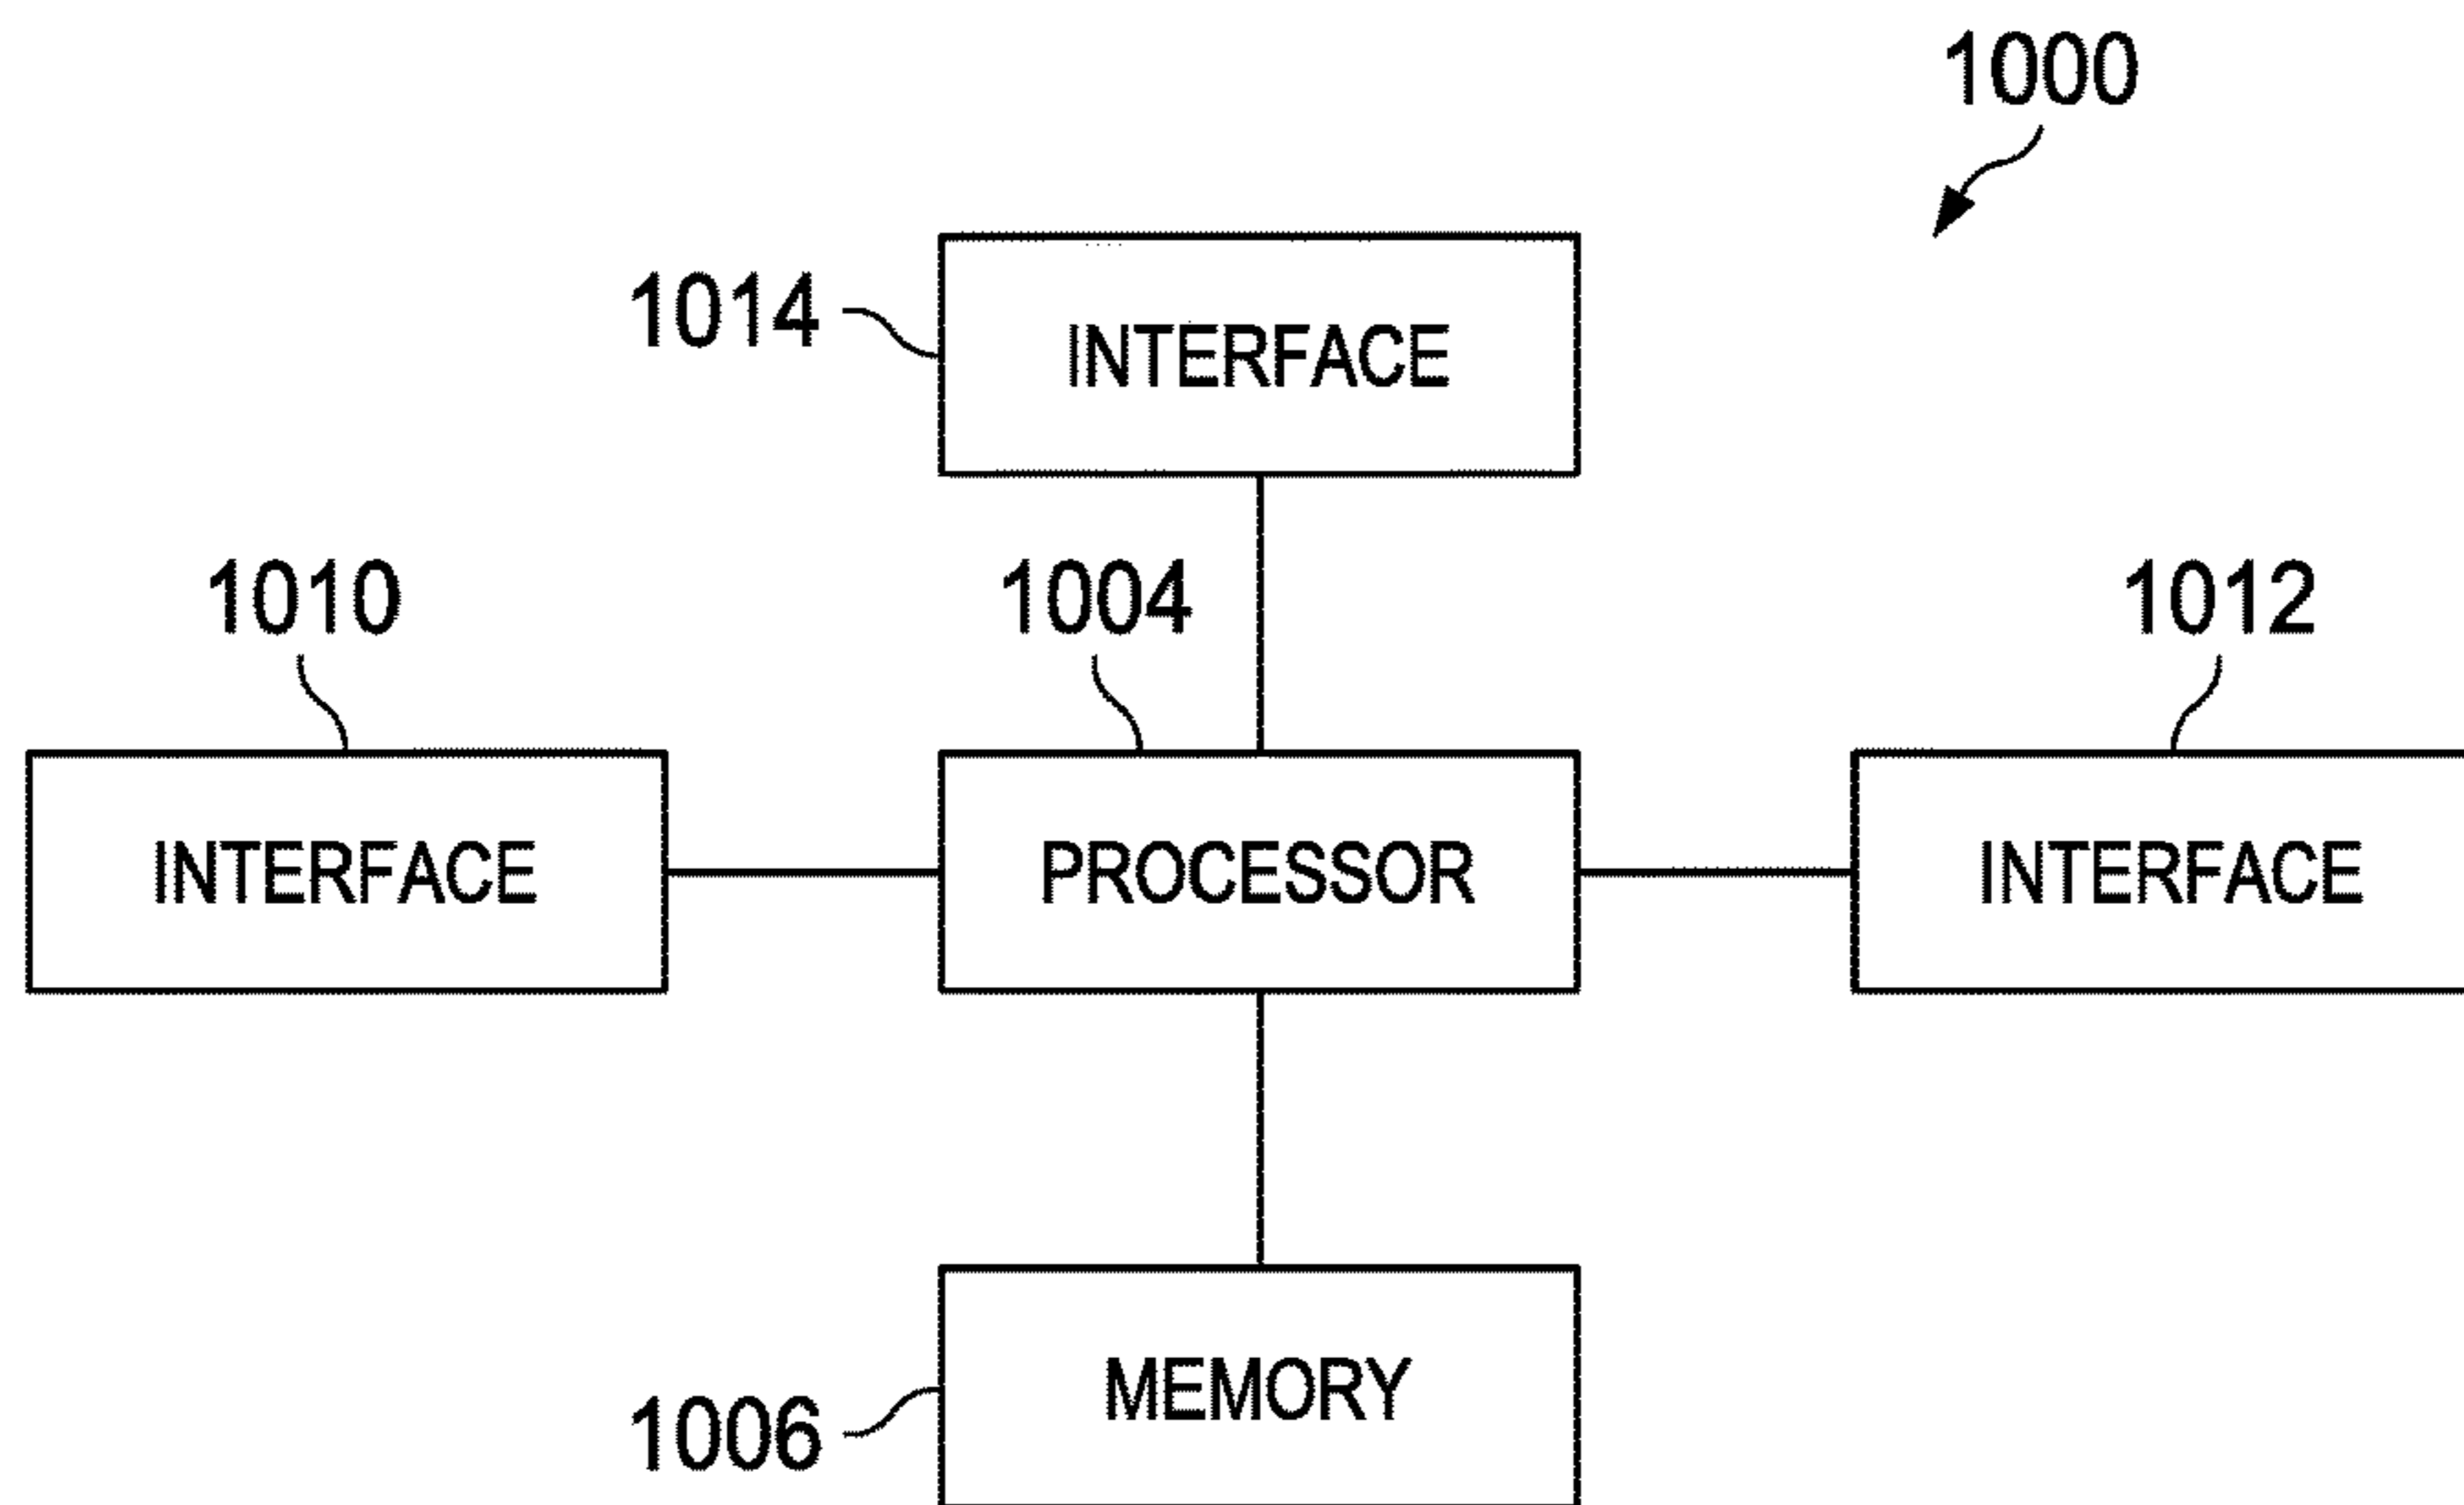 1000
1014
INTERFACE
1010
1004
1012
INTERFACE
PROCESSOR
INTERFACE
1006
MEMORY